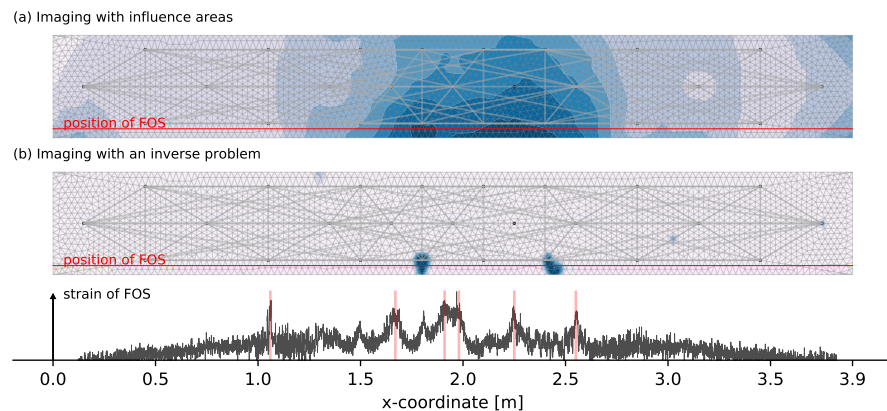 (a) Imaging with influence areas
position of FOS
(b) Imaging with an inverse problem
position of FOS
strain of FOS
0.0 0.5 1.0 1.5 2.0 2.5 3.0 3.5 3.9
x-coordinate [m]